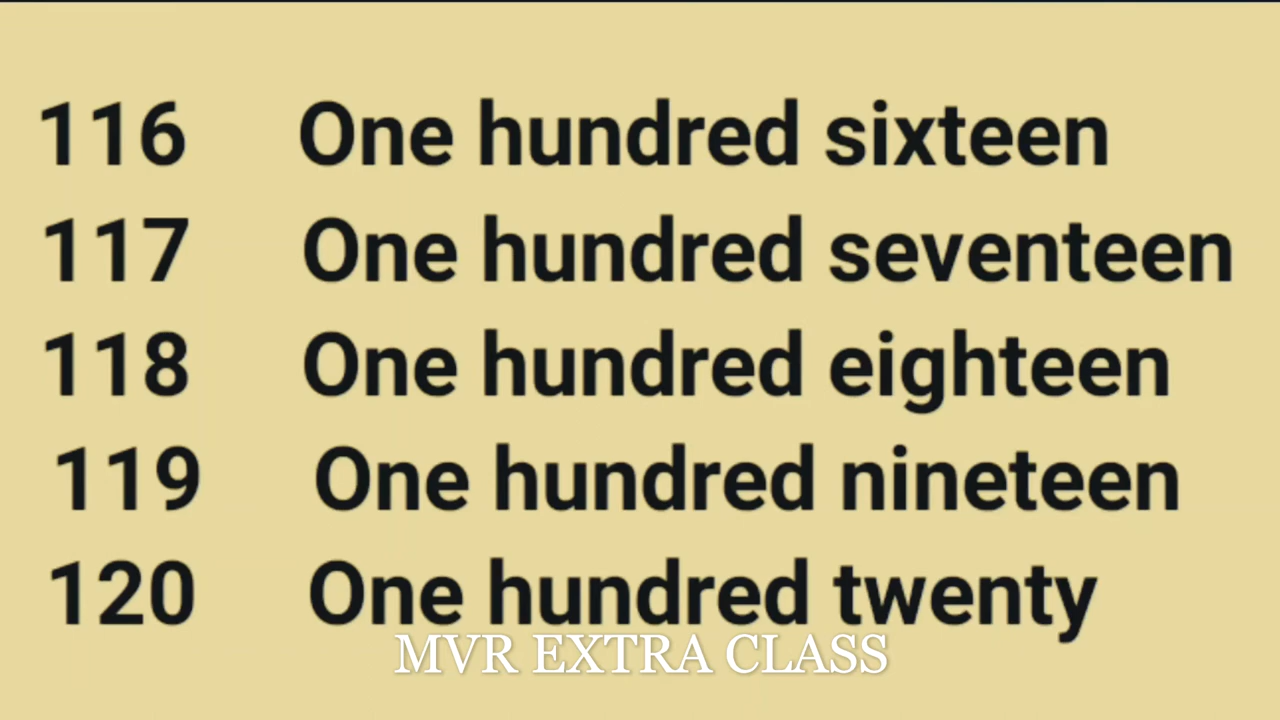 116 One hundred sixteen
117 One hundred seventeen
118 One hundred eighteen
119 One hundred nineteen
120 One hundred twenty
MVR EXTRA CLASS